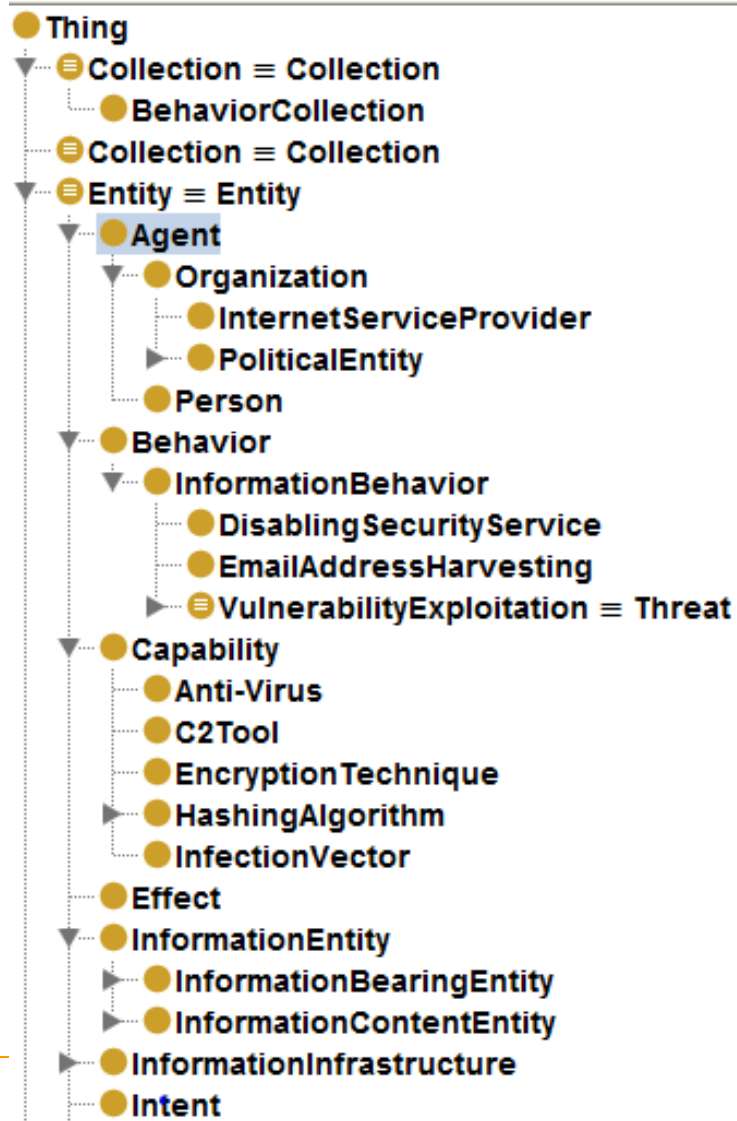 Thing
Collection ≡ Collection
BehaviorCollection
Collection ≡ Collection
Entity ≡ Entity
Agent
Organization
InternetServiceProvider
PoliticalEntity
Person
Behavior
InformationBehavior
DisablingSecurityService
EmailAddressHarvesting
VulnerabilityExploitation ≡ Threat
Capability
Anti-Virus
C2Tool
EncryptionTechnique
HashingAlgorithm
InfectionVector
Effect
InformationEntity
InformationBearingEntity
InformationContentEntity
InformationInfrastructure
Intent